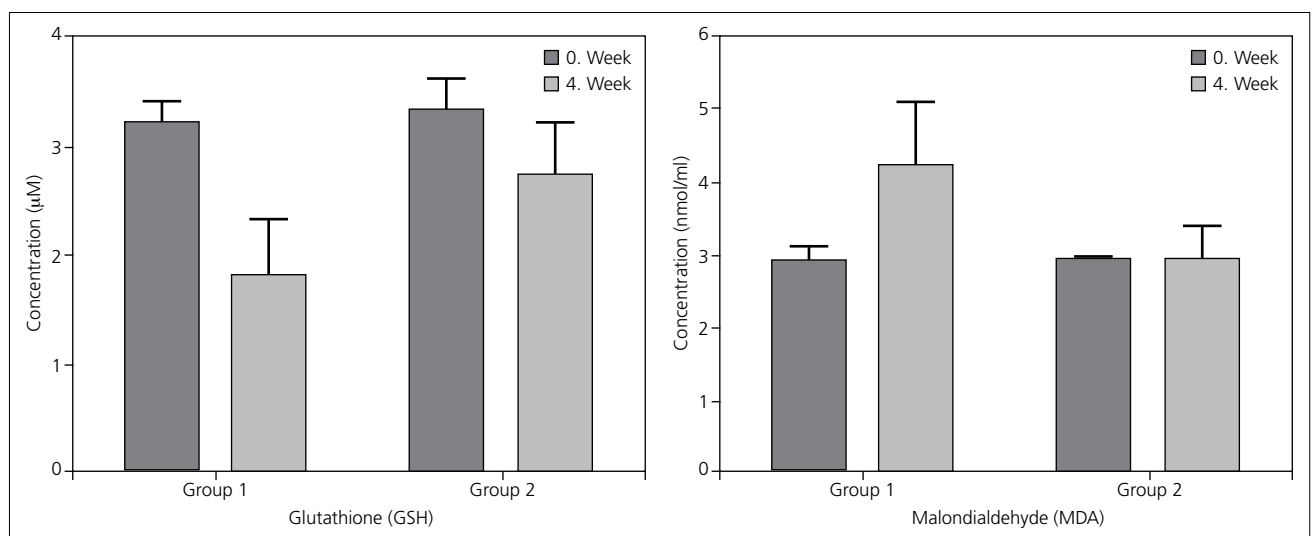 4
3
2
1
0
Concentration (µM)
0. Week
4. Week
Group 1
Group 2
Glutathione (GSH)
6
5
4
3
2
1
0
Concentration (nmol/ml)
0. Week
4. Week
Group 1
Group 2
Malondialdehyde (MDA)